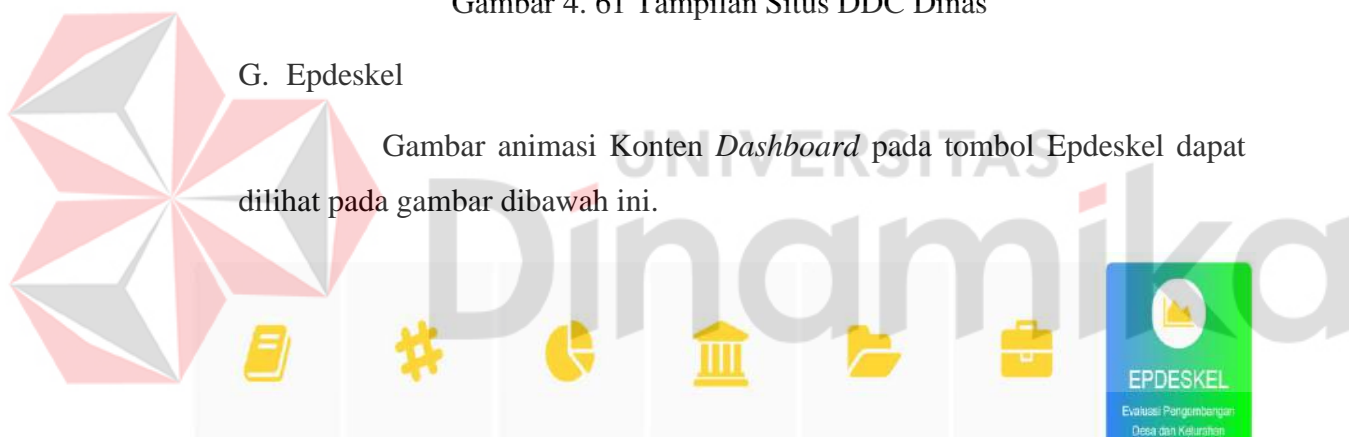 Gambar 4. 61 Tampilan Situs DDC Dinas
G. Epdeskel
Gambar animasi Konten Dashboard pada tombol Epdeskel dapat
dilihat pada gambar dibawah ini.
UNIVERSITAS
Dinamika
EPDESKEL
Evaluasi Pengembangan
Desa dan Kelurahan